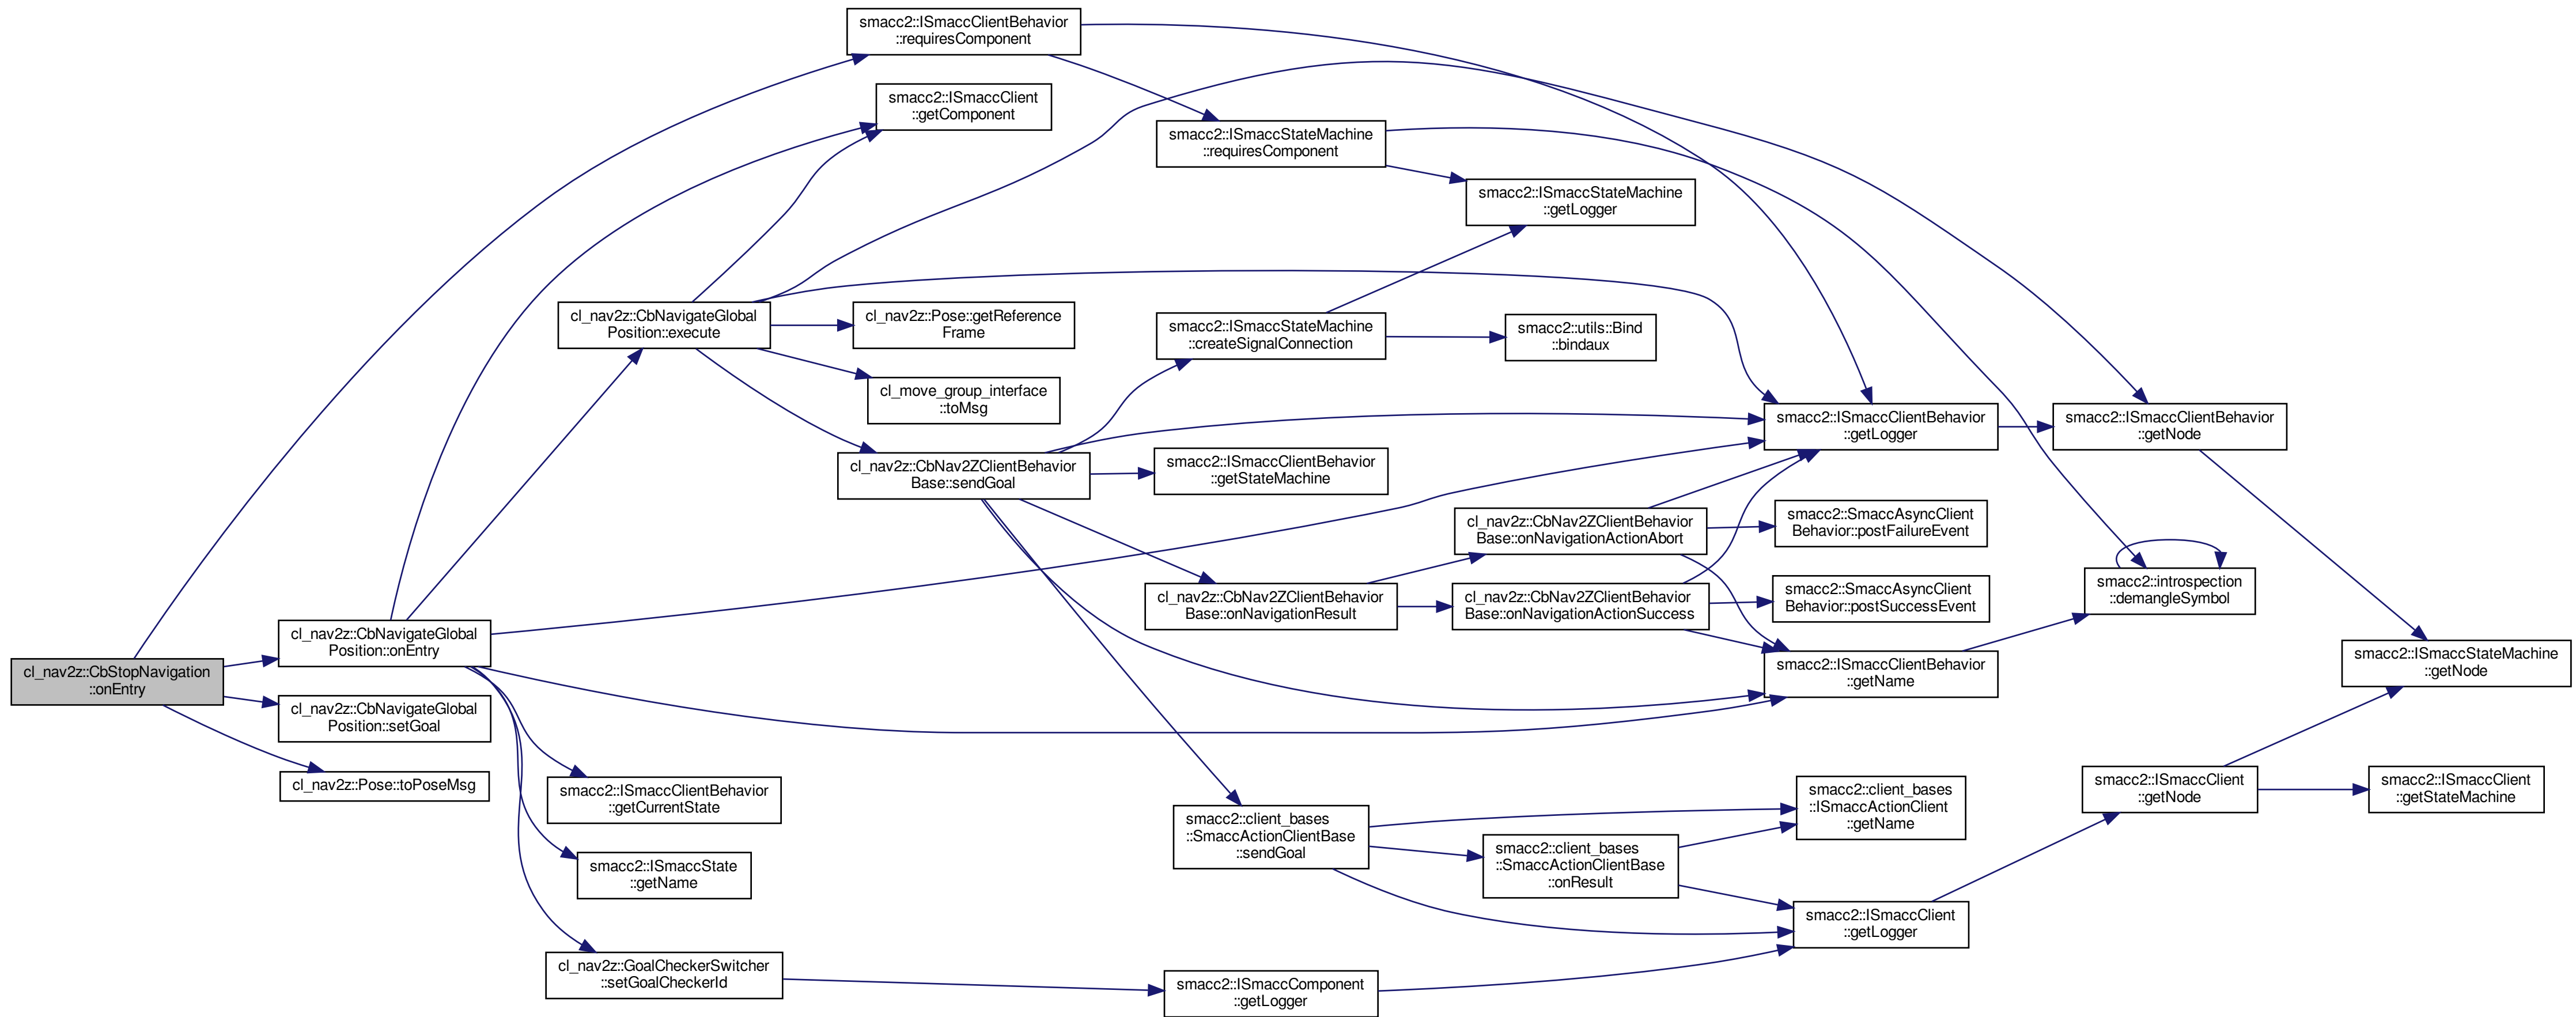 smacc2::ISmaccClientBehavior
::requiresComponent
smacc2::ISmaccClient
::getComponent
smacc2::ISmaccStateMachine
::requiresComponent
smacc2::ISmaccStateMachine
::getLogger
cl_nav2z::CbNavigateGlobal
Position::execute
cl_nav2z::Pose::getReference
Frame
smacc2::ISmaccStateMachine
::createSignalConnection
smacc2::utils::Bind
::bindaux
cl_move_group_interface
::toMsg
smacc2::ISmaccClientBehavior
::getLogger
smacc2::ISmaccClientBehavior
::getNode
cl_nav2z::CbNav2ZClientBehavior
Base::sendGoal
smacc2::ISmaccClientBehavior
::getStateMachine
cl_nav2z::CbNav2ZClientBehavior
Base::onNavigationActionAbort
smacc2::SmaccAsyncClient
Behavior::postFailureEvent
cl_nav2z::CbNav2ZClientBehavior
Base::onNavigationResult
cl_nav2z::CbNav2ZClientBehavior
Base::onNavigationActionSuccess
smacc2::SmaccAsyncClient
Behavior::postSuccessEvent
smacc2::introspection
::demangleSymbol
cl_nav2z::CbStopNavigation
::onEntry
cl_nav2z::CbNavigateGlobal
Position::onEntry
smacc2::ISmaccClientBehavior
::getName
smacc2::ISmaccStateMachine
::getNode
cl_nav2z::CbNavigateGlobal
Position::setGoal
cl_nav2z::Pose::toPoseMsg
smacc2::ISmaccClientBehavior
::getCurrentState
smacc2::client_bases
::SmaccActionClientBase
::sendGoal
smacc2::client_bases
::ISmaccActionClient
::getName
smacc2::ISmaccClient
::getNode
smacc2::ISmaccClient
::getStateMachine
smacc2::ISmaccState
::getName
smacc2::client_bases
::SmaccActionClientBase
::onResult
smacc2::ISmaccClient
::getLogger
cl_nav2z::GoalCheckerSwitcher
::setGoalCheckerId
smacc2::ISmaccComponent
::getLogger